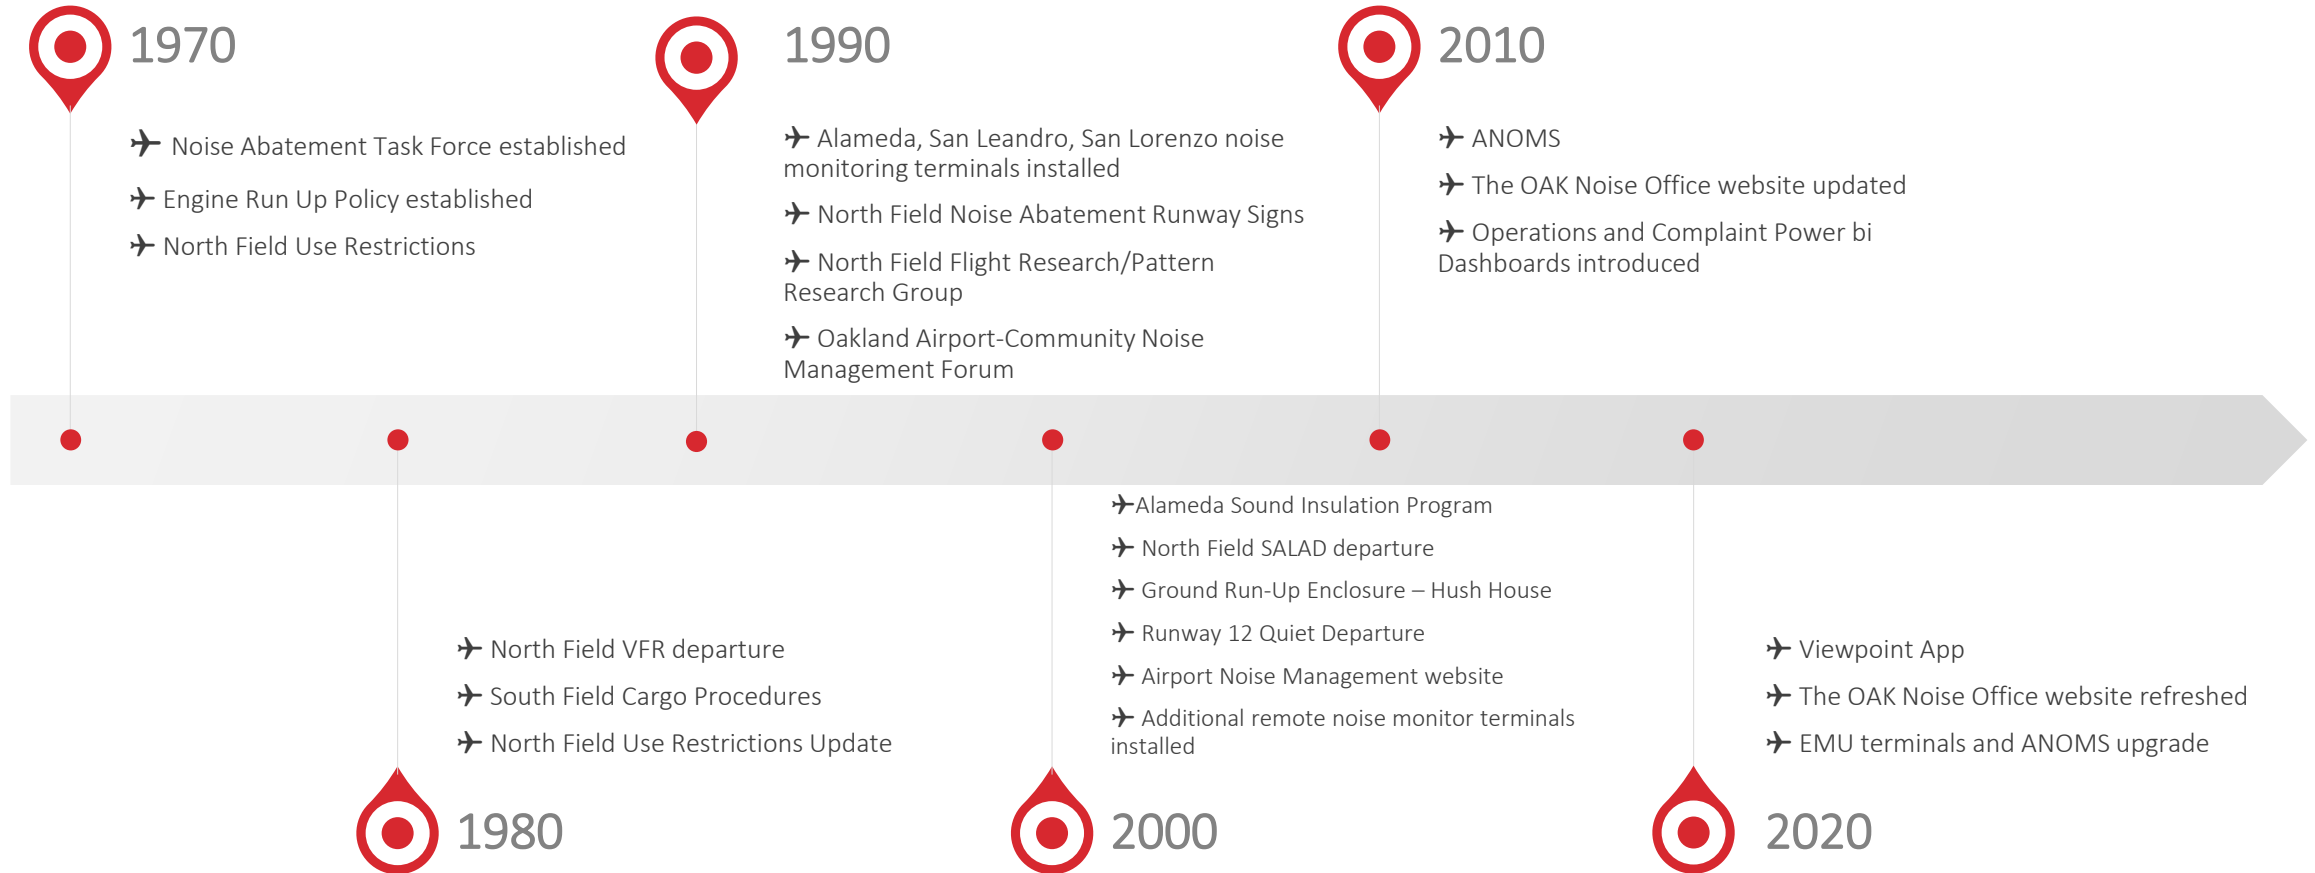 1970
Noise Abatement Task Force established
Engine Run Up Policy established
North Field Use Restrictions
1990
Alameda, San Leandro, San Lorenzo noise
monitoring terminals installed
North Field Noise Abatement Runway Signs
North Field Flight Research/Pattern
Research Group
Oakland Airport-Community Noise
Management Forum
2010
ANOMS
The OAK Noise Office website updated
Operations and Complaint Power bi
Dashboards introduced
North Field VFR departure
South Field Cargo Procedures
North Field Use Restrictions Update
1980
Alameda Sound Insulation Program
North Field SALAD departure
Ground Run-Up Enclosure – Hush House
Runway 12 Quiet Departure
Airport Noise Management website
Additional remote noise monitor terminals
installed
2000
Viewpoint App
The OAK Noise Office website refreshed
EMU terminals and ANOMS upgrade
2020